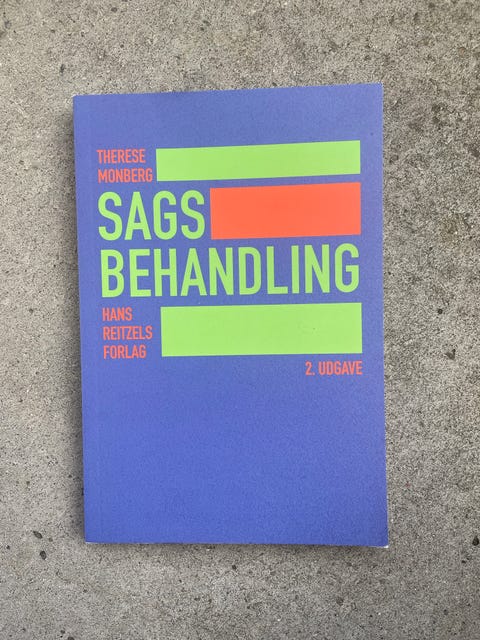 THERESE
MONBERG
SAGS
BEHANDLING
HANS
REITZELS
FORLAG
2. UDGAVE